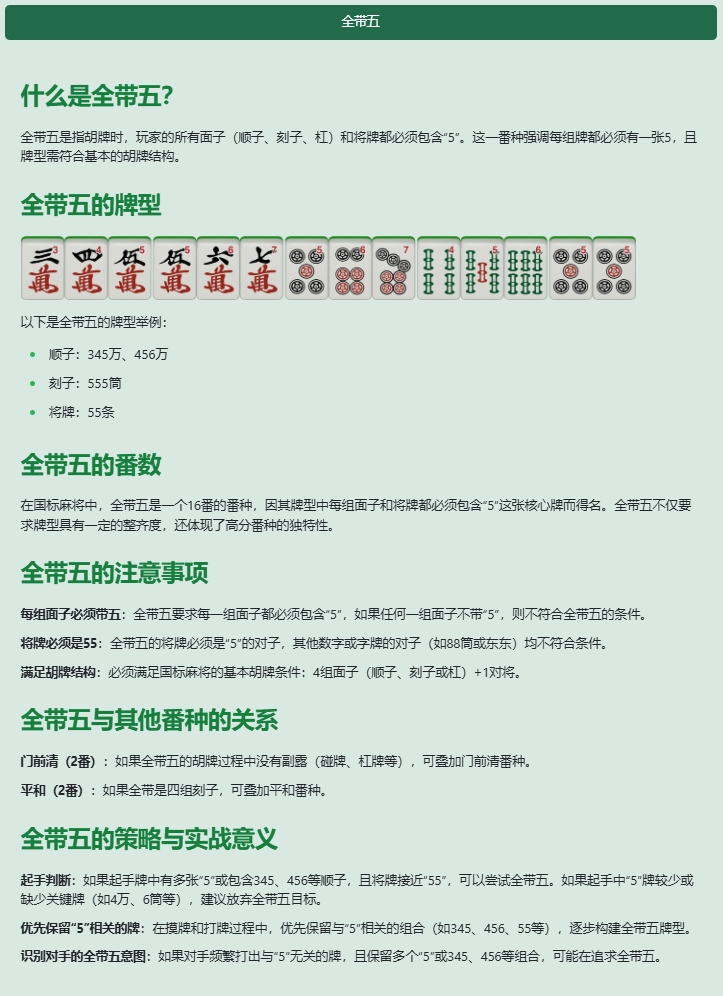 全带五
什么是全带五？
全带五是指胡牌时，玩家的所有面子（顺子、刻子、杠）和将牌都必须包含“5”。这一番种强调每组牌都必须有一张5，且
牌型需符合基本的胡牌结构。
全带五的牌型
三萬3 四萬4 伍萬5 伍萬5 六萬6 七萬7 5 6 7 4 5 6 5 5
以下是全带五的牌型举例：
顺子：345万、456万
刻子：555筒
将牌：55条
全带五的番数
在国标麻将中，全带五是一个16番的番种，因其牌型中每组面子和将牌都必须包含“5”这张核心牌而得名。全带五不仅要
求牌型具有一定的整齐度，还体现了高分番种的独特性。
全带五的注意事项
每组面子必须带五：全带五要求每一组面子都必须包含“5”，如果任何一组面子不带“5”，则不符合全带五的条件。
将牌必须是55：全带五的将牌必须是“5”的对子，其他数字或字牌的对子（如88筒或东东）均不符合条件。
满足胡牌结构：必须满足国标麻将的基本胡牌条件：4组面子（顺子、刻子或杠）+1对将。
全带五与其他番种的关系
门前清（2番）：如果全带五的胡牌过程中没有副露（碰牌、杠牌等），可叠加门前清番种。
平和（2番）：如果全带是四组刻子，可叠加平和番种。
全带五的策略与实战意义
起手判断：如果起手牌中有多张“5”或包含345、456等顺子，且将牌接近“55”，可以尝试全带五。如果起手中“5”牌较少或
缺少关键牌（如4万、6筒等），建议放弃全带五目标。
优先保留“5”相关的牌：在摸牌和打牌过程中，优先保留与“5”相关的组合（如345、456、55等），逐步构建全带五牌型。
识别对手的全带五意图：如果对手频繁打出与“5”无关的牌，且保留多个“5”或345、456等组合，可能在追求全带五。